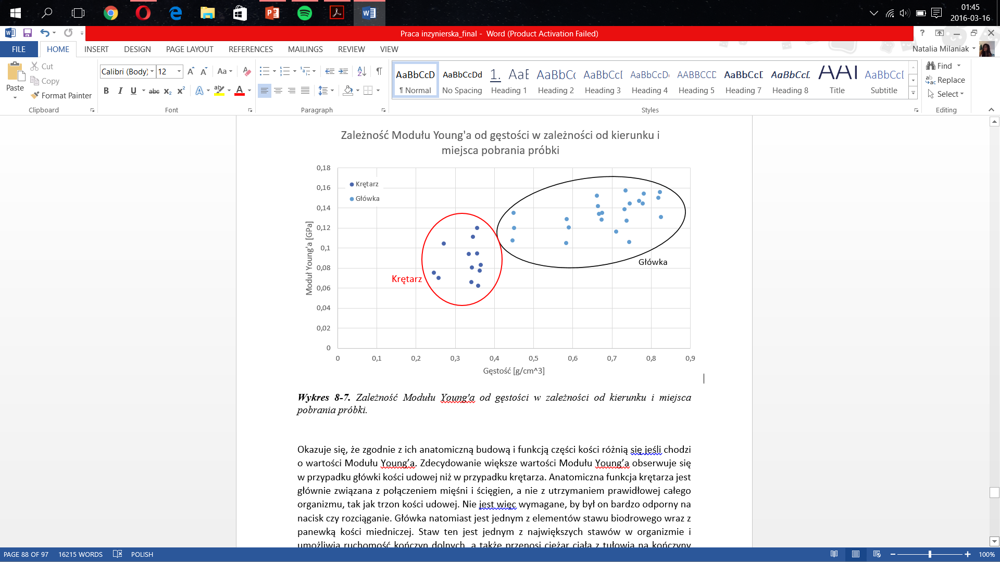 01:45
2016-03-16
Praca inzynierska_final - Word (Product Activation Failed)
FILE HOME INSERT DESIGN PAGE LAYOUT REFERENCES MAILINGS REVIEW VIEW
Natalia Milaniak
Paste
Cut
Copy
Format Painter
Clipboard
Calibri (Body) 12
Font
Paragraph
AaBbCcD AaBbCcDd 1. AaE AaBbCc AaBbCcI AaBbCcDc AABBCCD AaBbCcI AaBbCcL AAI AaBbCcI
¶ Normal No Spacing Heading 1 Heading 2 Heading 3 Heading 4 Heading 5 Heading 7 Heading 8 Title Subtitle
Styles
Find
Replace
Select
Editing
Zależność Modułu Young'a od gęstości w zależności od kierunku i
miejsca pobrania próbki
Moduł Young'a [GPa]
0,18
0,16
0,14
0,12
0,1
0,08
0,06
0,04
0,02
0
Krętarz
Główka
Krętarz
Główka
0 0,1 0,2 0,3 0,4 0,5 0,6 0,7 0,8 0,9
Gęstość [g/cm^3]
Wykres 8-7. Zależność Modułu Young'a od gęstości w zależności od kierunku i miejsca
pobrania próbki.
Okazuje się, że zgodnie z ich anatomiczną budową i funkcją części kości różnią się jeśli chodzi
o wartości Modułu Young’a. Zdecydowanie większe wartości Modułu Young’a obserwuje się
w przypadku główki kości udowej niż w przypadku krętarza. Anatomiczna funkcja krętarza jest
głównie związana z połączeniem mięśni i ścięgien, a nie z utrzymaniem prawidłowej całego
organizmu, tak jak trzon kości udowej. Nie jest więc wymagane, by był on bardzo odporny na
nacisk czy rozciąganie. Główka natomiast jest jednym z elementów stawu biodrowego wraz z
panewką kości miedniczej. Staw ten jest jednym z największych stawów w organizmie i
umożliwia ruchomość kończyn dolnych, a także przenosi ciężar ciała z tułowia na kończyny
PAGE 88 OF 97 16215 WORDS POLISH 100%